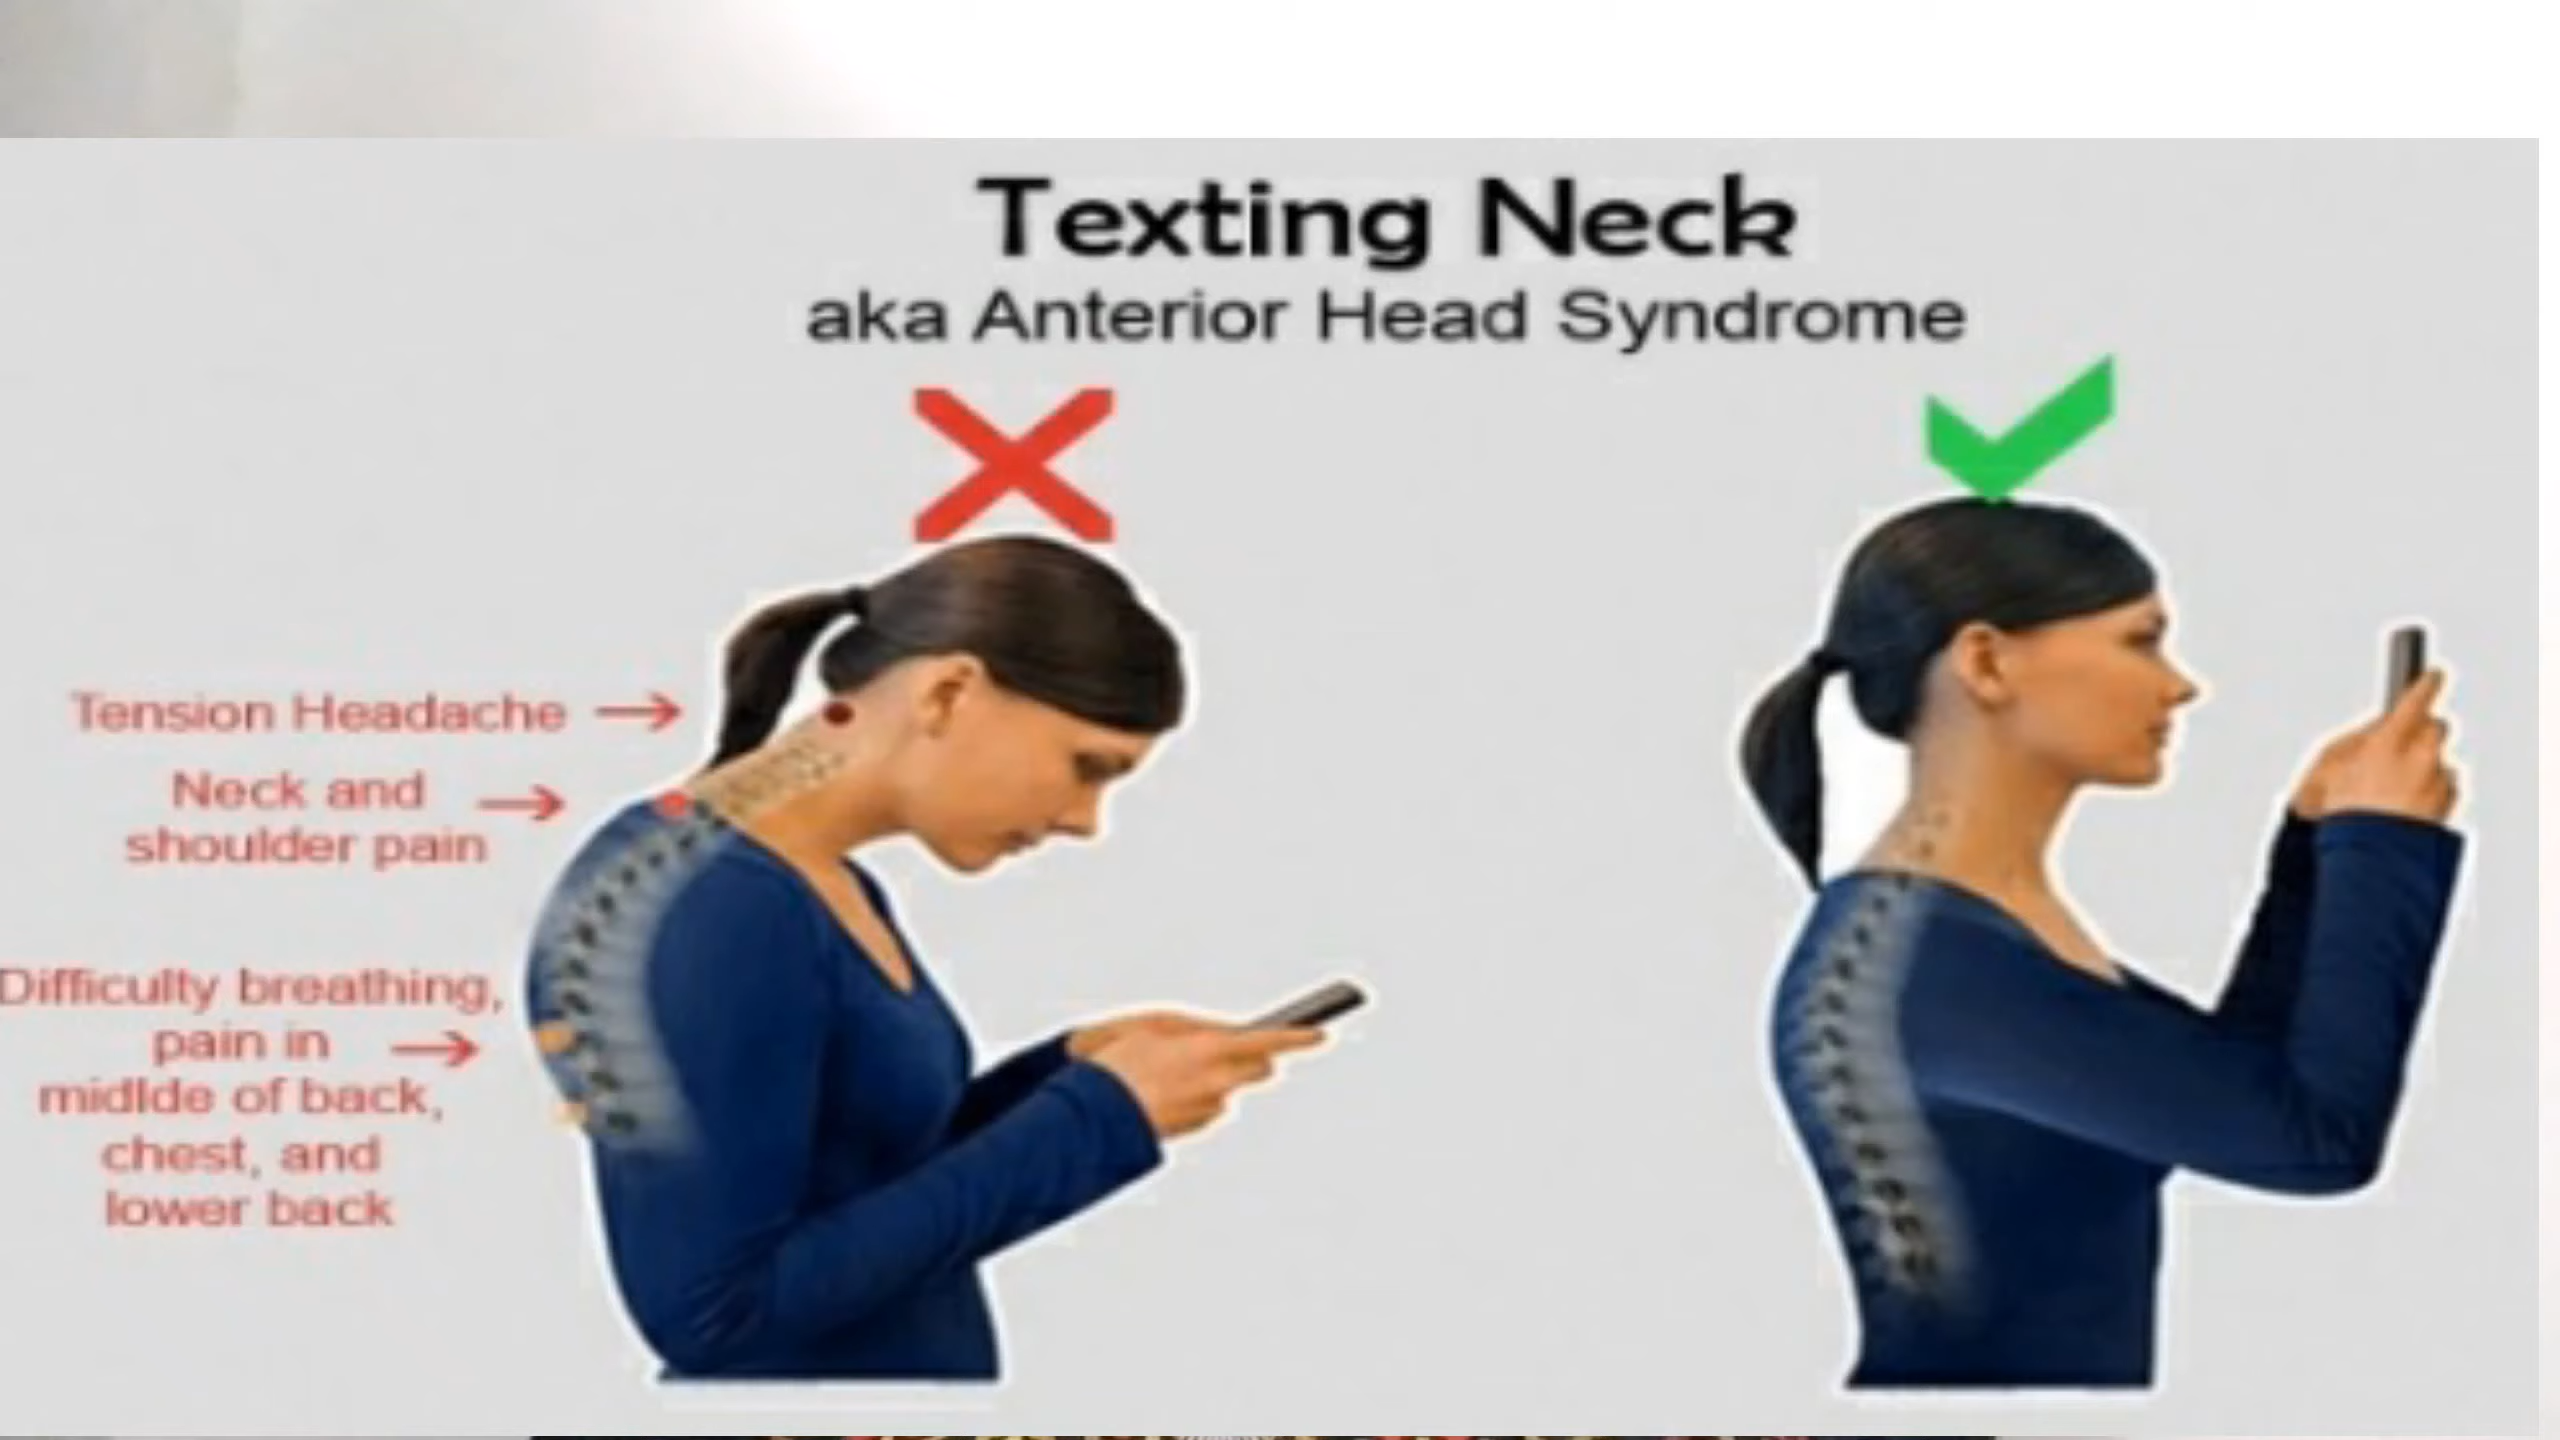 Texting Neck
aka Anterior Head Syndrome
Tension Headache
Neck and
shoulder pain
Difficulty breathing,
pain in
midlde of back,
chest, and
lower back